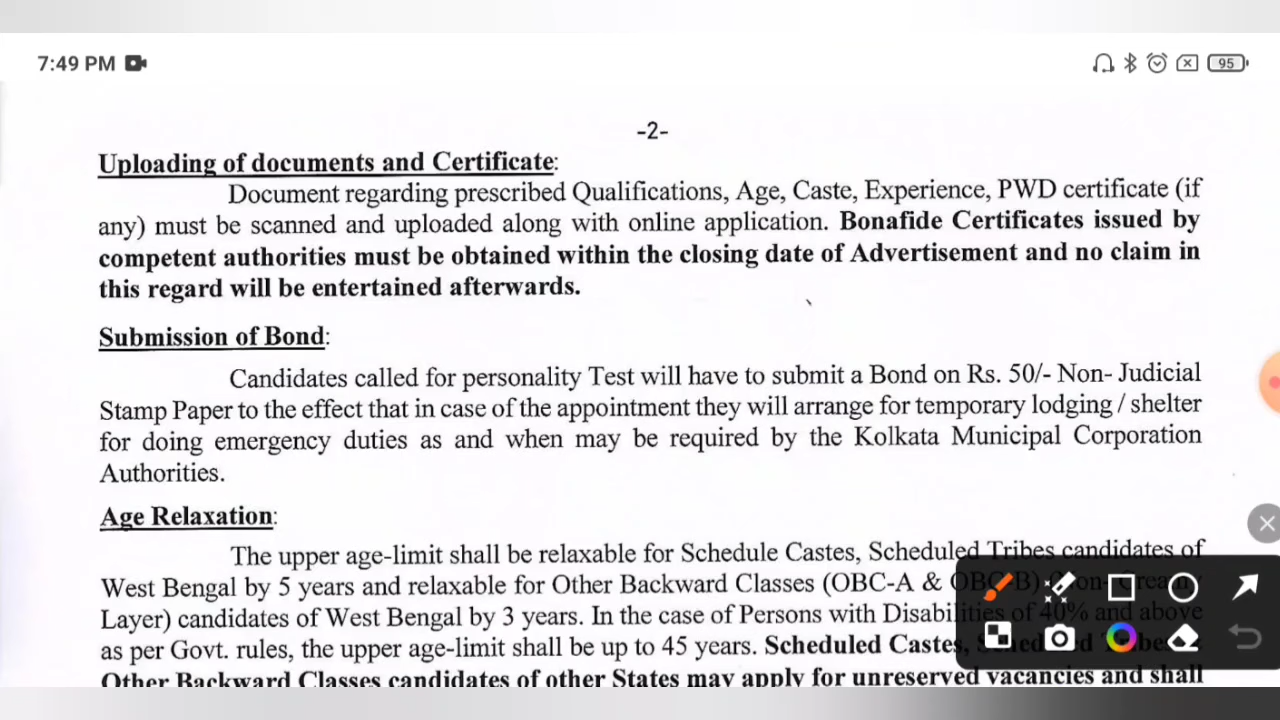 7:49 PM
95
-2-
Uploading of documents and Certificate:
Document regarding prescribed Qualifications, Age, Caste, Experience, PWD certificate (if
any) must be scanned and uploaded along with online application. Bonafide Certificates issued by
competent authorities must be obtained within the closing date of Advertisement and no claim in
this regard will be entertained afterwards.
Submission of Bond:
Candidates called for personality Test will have to submit a Bond on Rs. 50/- Non- Judicial
Stamp Paper to the effect that in case of the appointment they will arrange for temporary lodging / shelter
for doing emergency duties as and when may be required by the Kolkata Municipal Corporation
Authorities.
Age Relaxation:
The upper age-limit shall be relaxable for Schedule Castes, Scheduled Tribes candidates of
West Bengal by 5 years and relaxable for Other Backward Classes (OBC-A & OBC-B) (Non- Creamy
Layer) candidates of West Bengal by 3 years. In the case of Persons with Disabilities of 40% and above
as per Govt. rules, the upper age-limit shall be up to 45 years. Scheduled Castes,
Other Backward Classes candidates of other States may apply for unreserved vacancies and shall